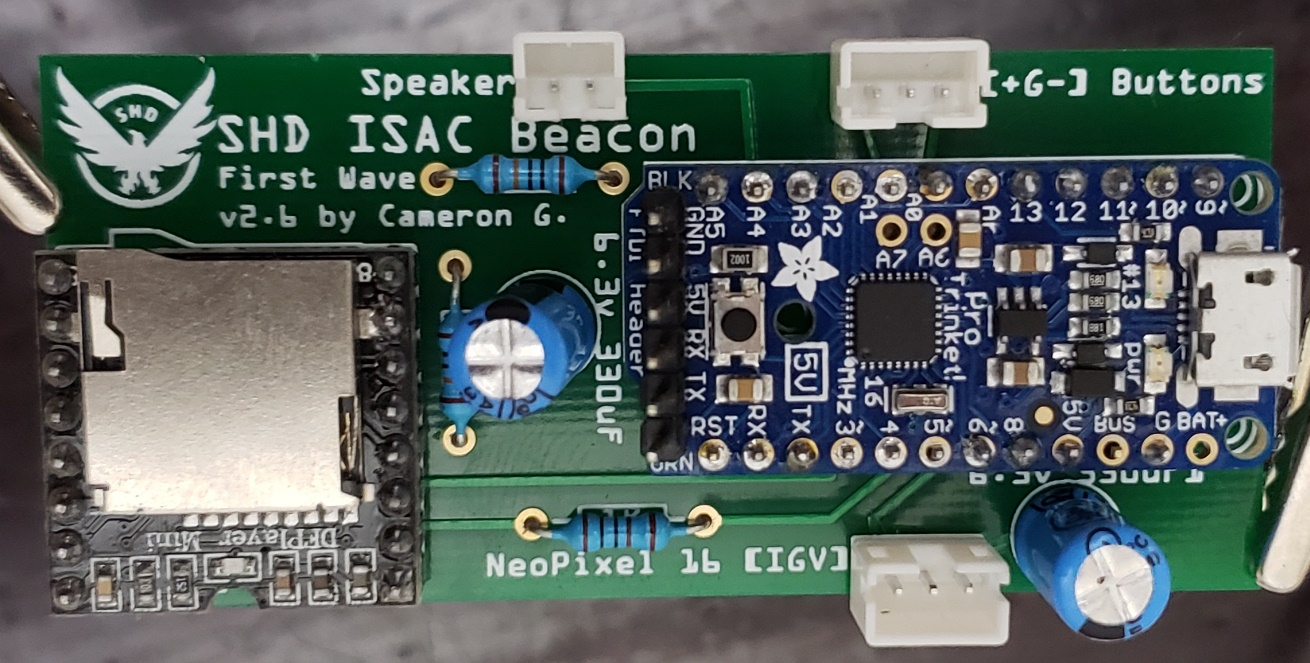 Speaker
[+G-] Buttons
SHD
SHD ISAC Beacon
First Wave
v2.6 by Cameron G.
6.3v 330uF
8
DFPlayer Mini
NeoPixel 16 [IGV]
BLK
GND
5V
RX
TX
GRN
header
A5
A4
A3
A2
A1
A0
Ar
13
12
11~
10~
9~
A7
A6
1002
Pro
Trinket!
5V
16
MHz
#13
pwr
680
680
RST
RX
TX
3~
4
5~
6~
8
5V
BUS
G
BAT+